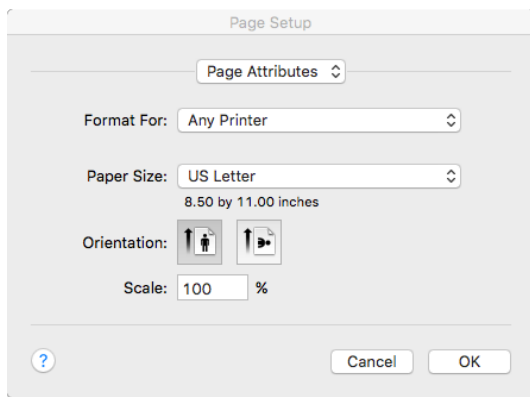 Page Setup
Page Attributes
Format For: Any Printer
Paper Size: US Letter
8.50 by 11.00 inches
Orientation:
Scale: 100 %
? Cancel OK